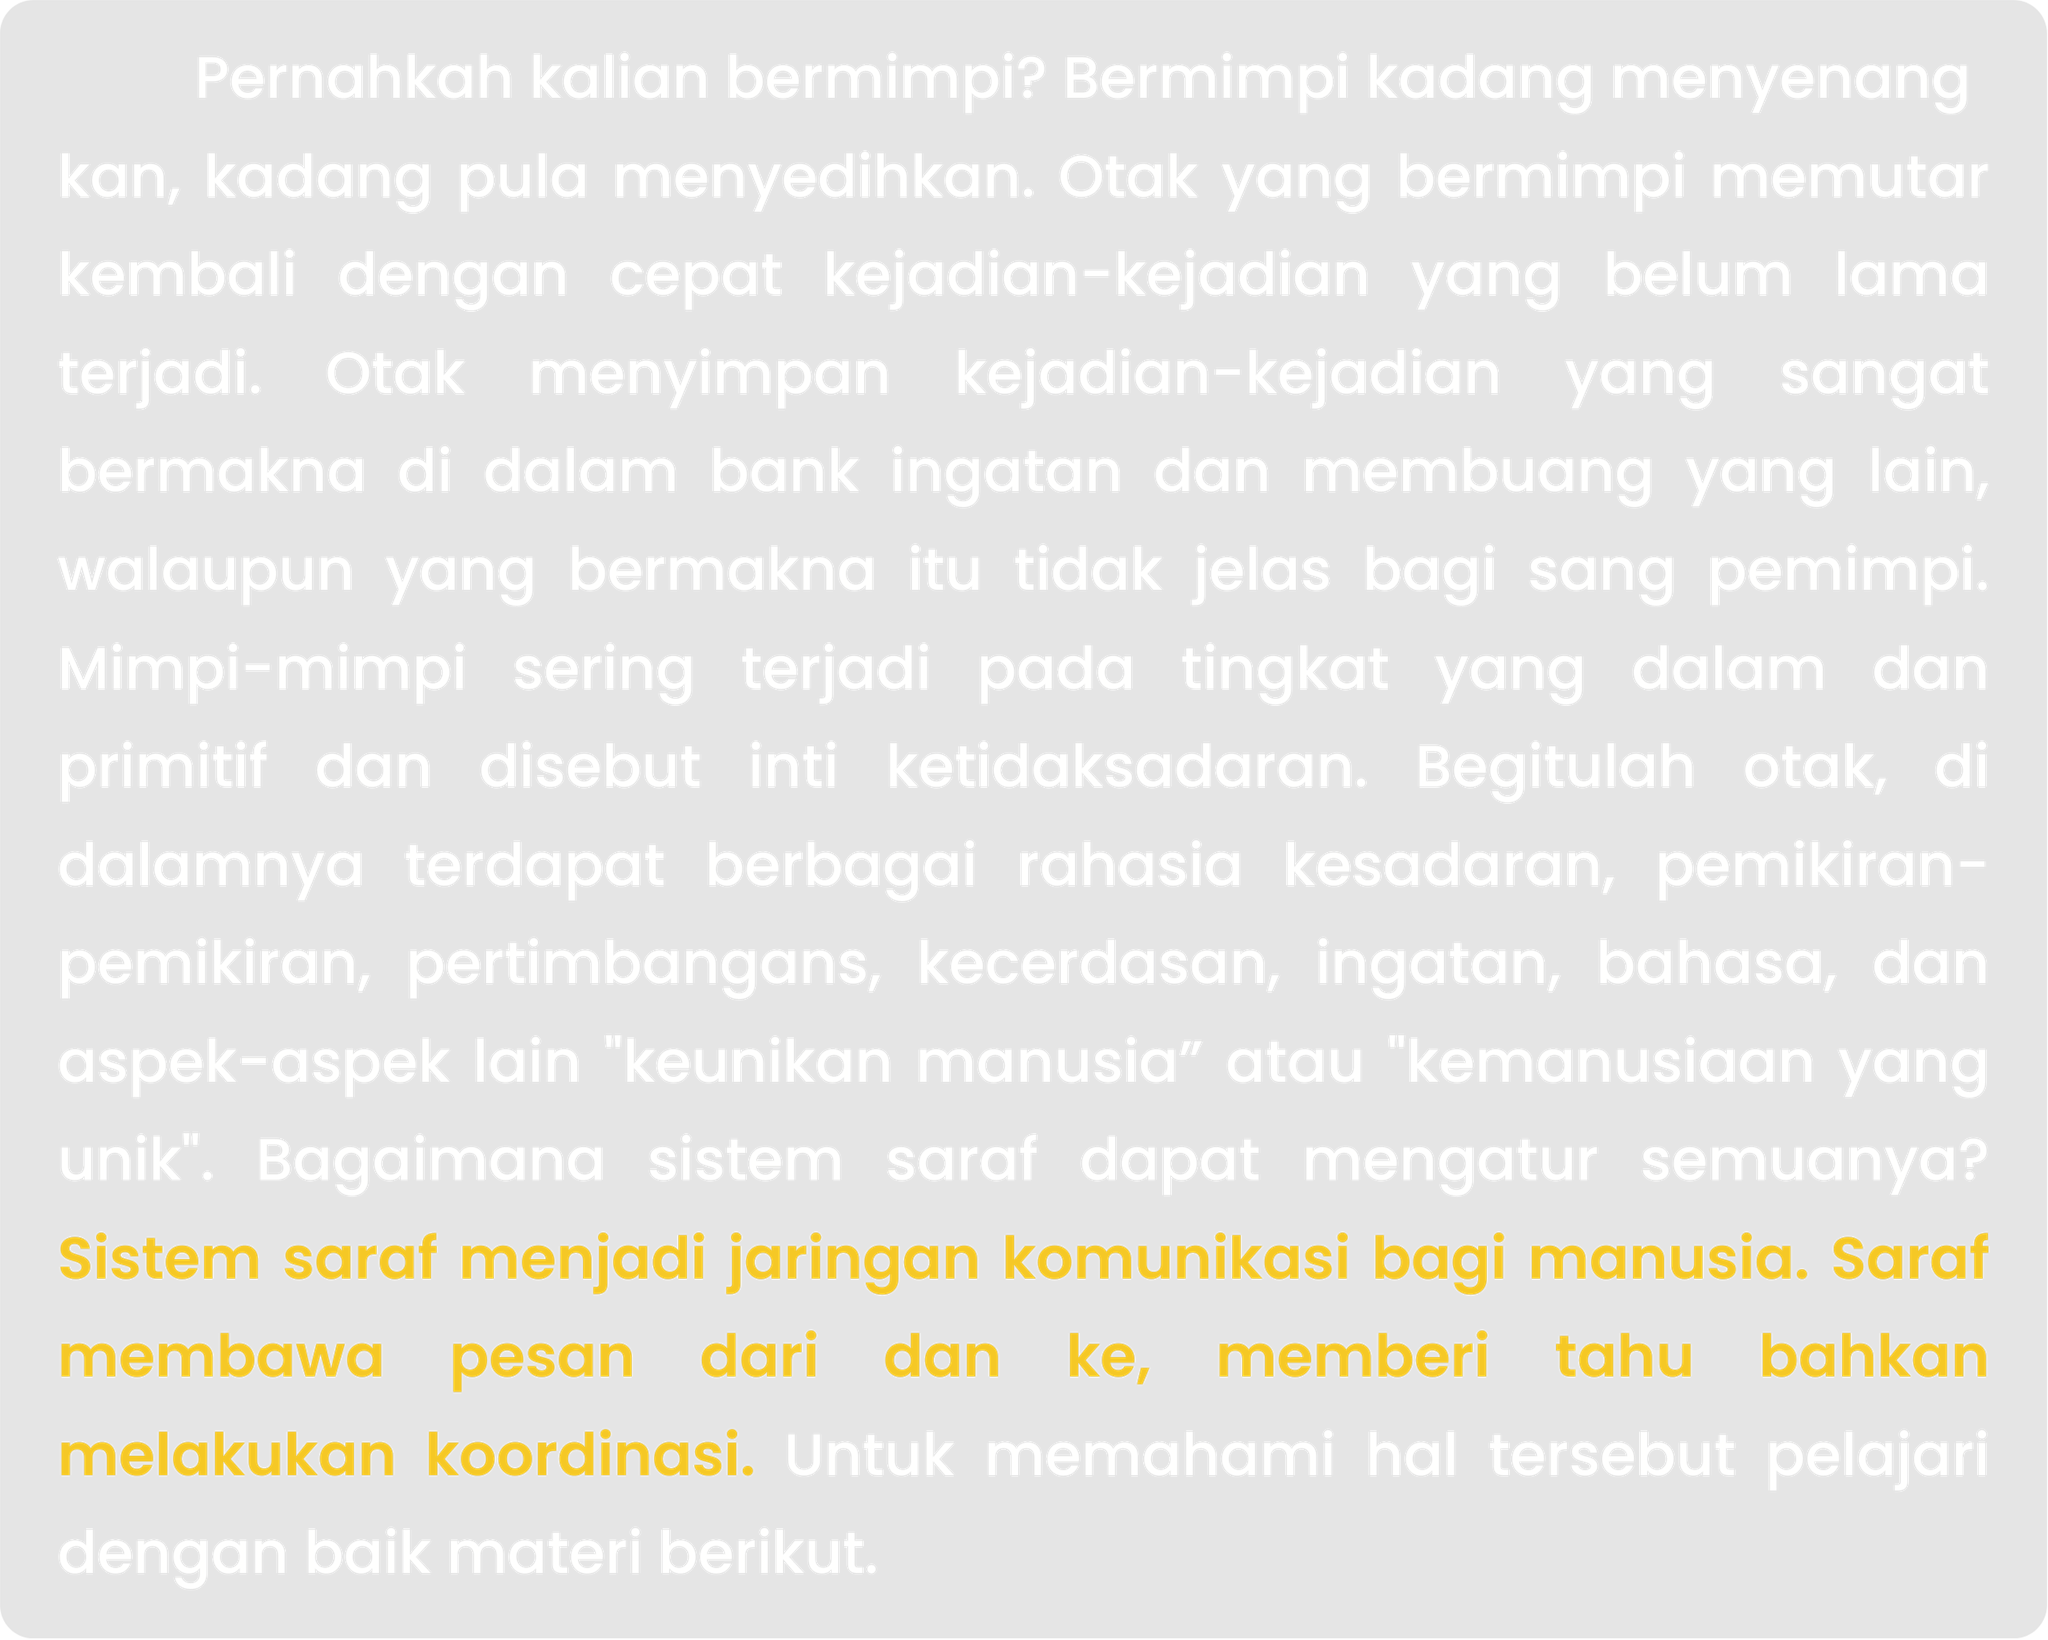 Pernahkah kalian bermimpi? Bermimpi kadang menyenang
kan, kadang pula menyedihkan. Otak yang bermimpi memutar
kembali dengan cepat kejadian-kejadian yang belum lama
terjadi. Otak menyimpan kejadian-kejadian yang sangat
bermakna di dalam bank ingatan dan membuang yang lain,
walaupun yang bermakna itu tidak jelas bagi sang pemimpi.
Mimpi-mimpi sering terjadi pada tingkat yang dalam dan
primitif dan disebut inti ketidaksadaran. Begitulah otak, di
dalamnya terdapat berbagai rahasia kesadaran, pemikiran-
pemikiran, pertimbangans, kecerdasan, ingatan, bahasa, dan
aspek-aspek lain "keunikan manusia” atau "kemanusiaan yang
unik". Bagaimana sistem saraf dapat mengatur semuanya?
Sistem saraf menjadi jaringan komunikasi bagi manusia. Saraf
membawa pesan dari dan ke, memberi tahu bahkan
melakukan koordinasi. Untuk memahami hal tersebut pelajari
dengan baik materi berikut.